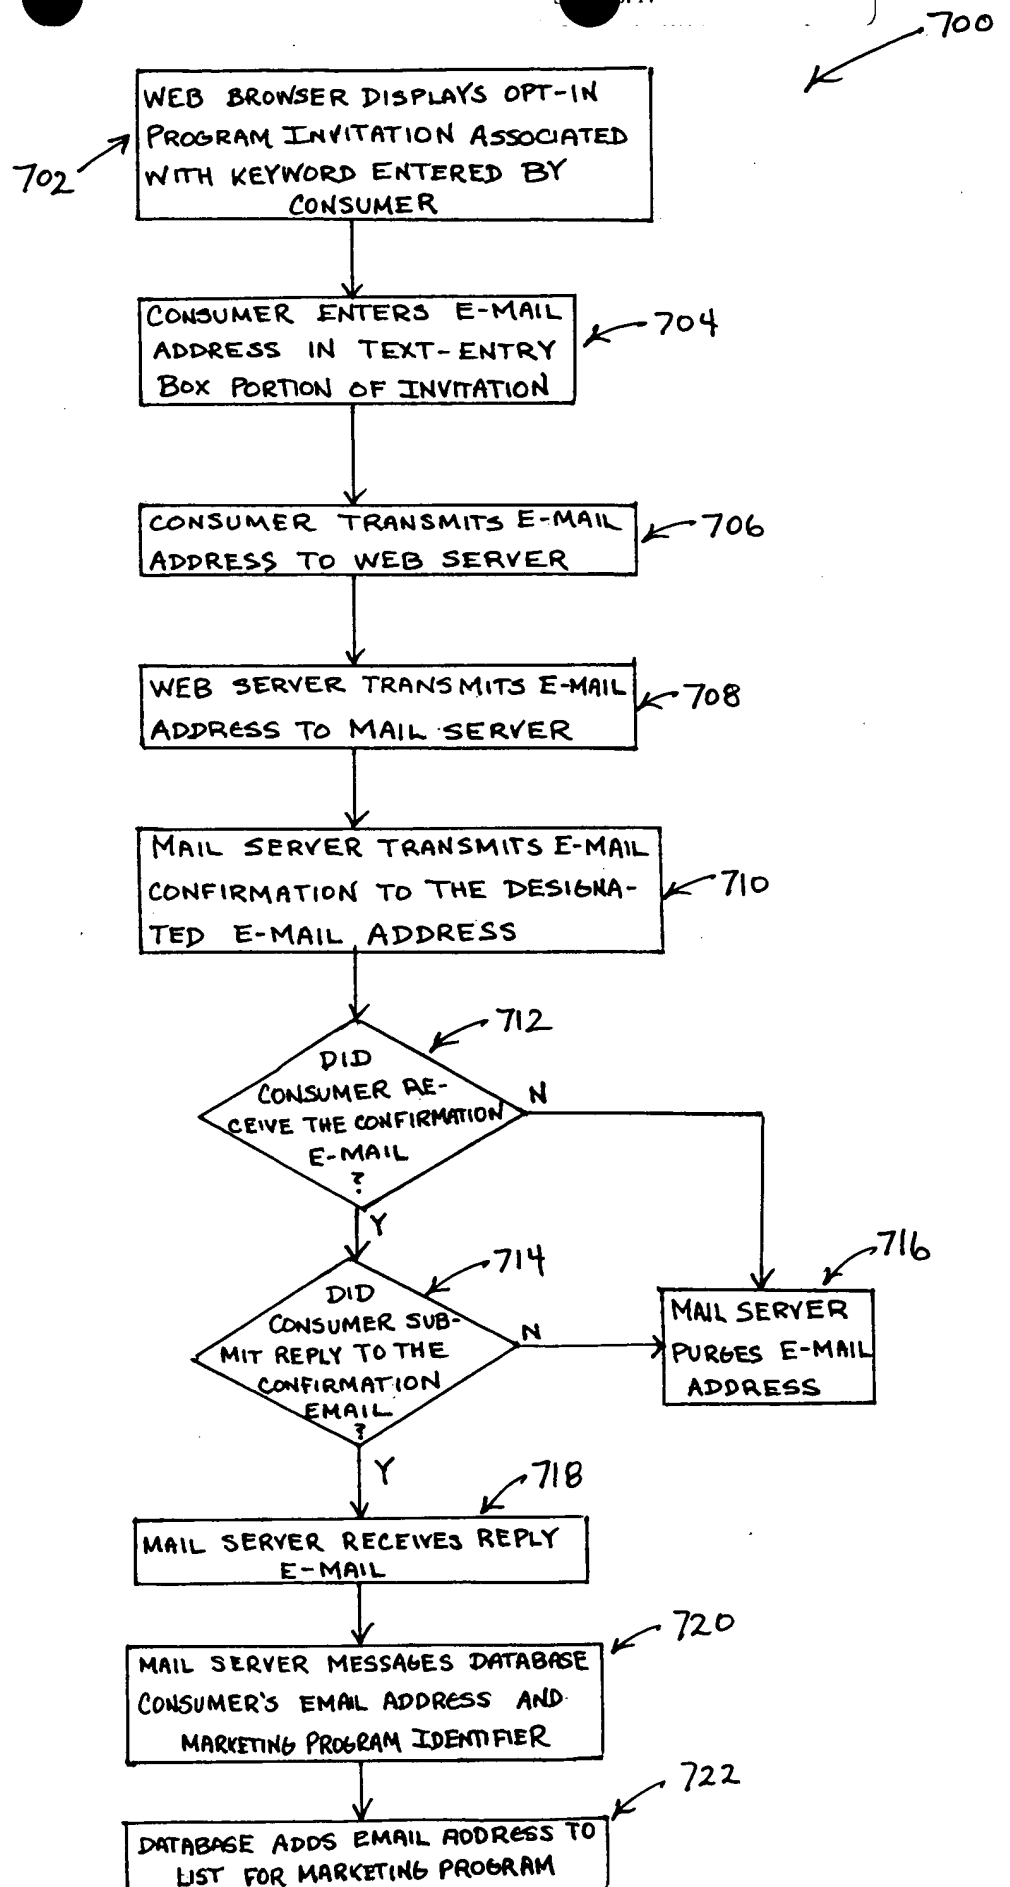 700
WEB BROWSER DISPLAYS OPT-IN
PROGRAM INVITATION ASSOCIATED
WITH KEYWORD ENTERED BY
CONSUMER
702
CONSUMER ENTERS E-MAIL
ADDRESS IN TEXT-ENTRY
BOX PORTION OF INVITATION
704
CONSUMER TRANSMITS E-MAIL
ADDRESS TO WEB SERVER
706
WEB SERVER TRANSMITS E-MAIL
ADDRESS TO MAIL SERVER
708
MAIL SERVER TRANSMITS E-MAIL
CONFIRMATION TO THE DESIGNA-
TED E-MAIL ADDRESS
710
712
DID
CONSUMER RE-
CEIVE THE CONFIRMATION
E-MAIL
?
N
Y
714
DID
CONSUMER SUB-
MIT REPLY TO THE
CONFIRMATION
EMAIL
?
N
Y
716
MAIL SERVER
PURGES E-MAIL
ADDRESS
718
MAIL SERVER RECEIVES REPLY
E-MAIL
720
MAIL SERVER MESSAGES DATABASE
CONSUMER'S EMAIL ADDRESS AND
MARKETING PROGRAM IDENTIFIER
722
DATABASE ADDS EMAIL ADDRESS TO
LIST FOR MARKETING PROGRAM